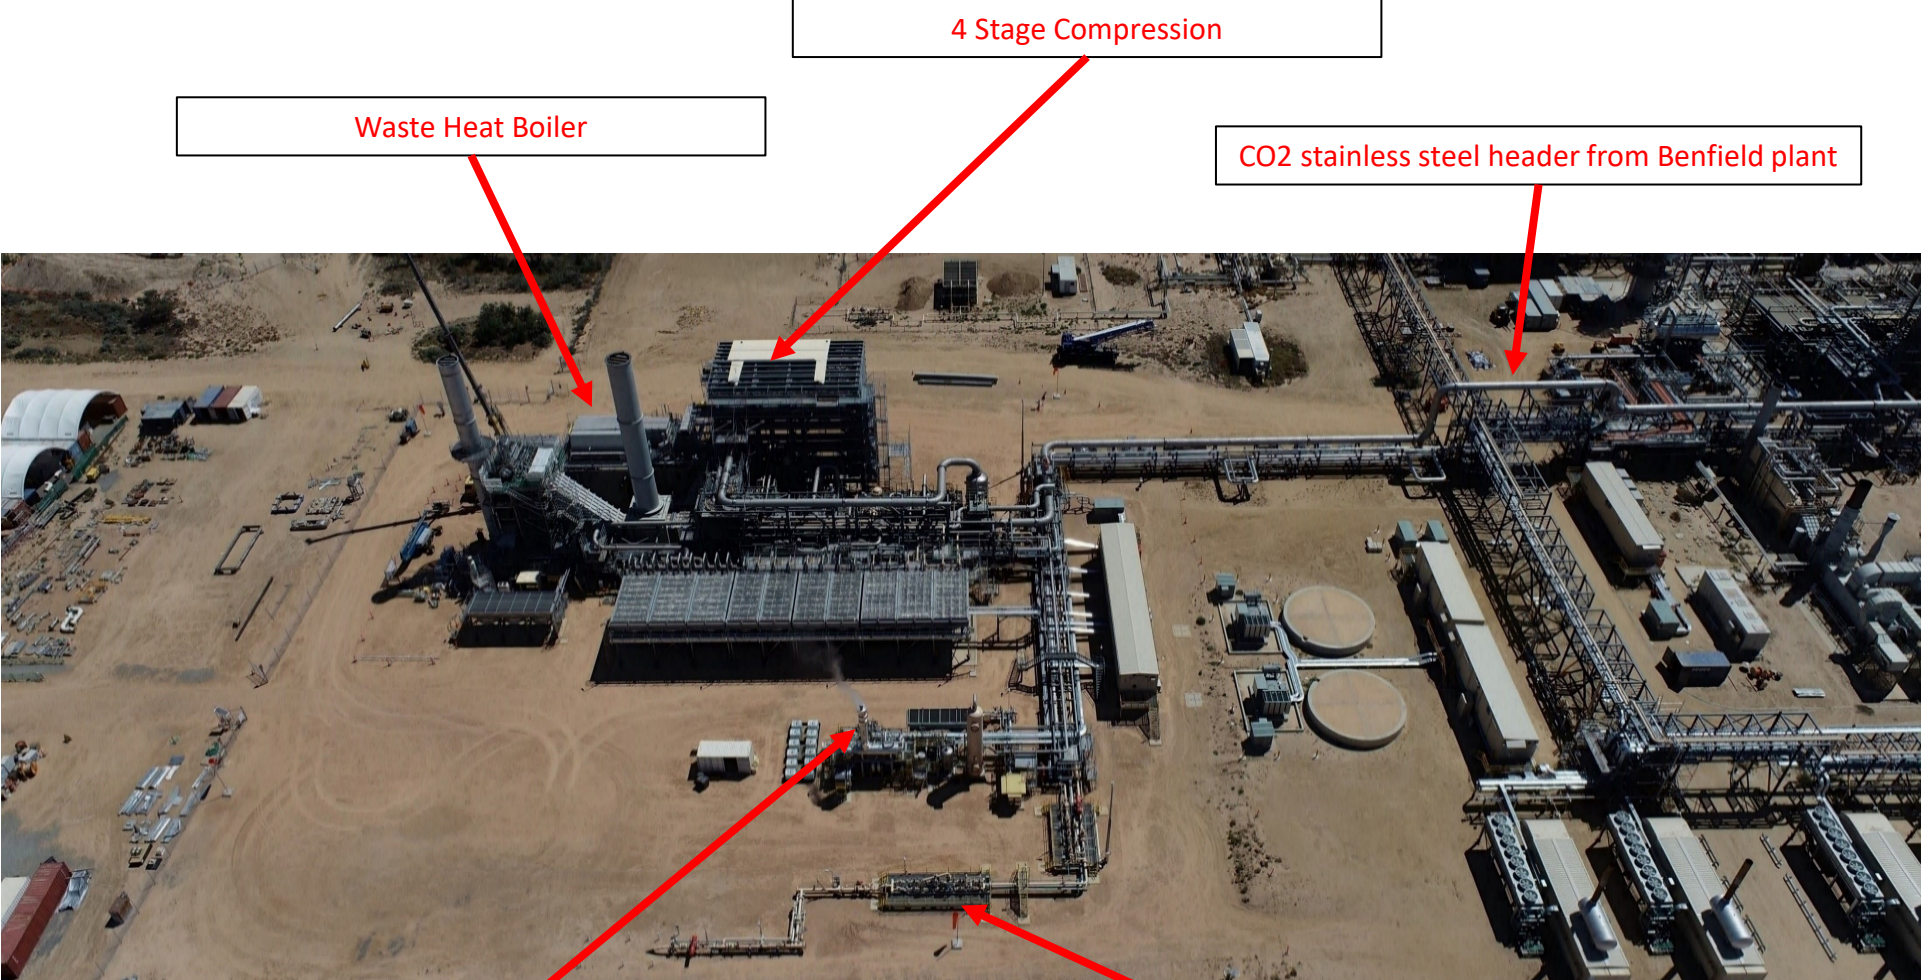 4 Stage Compression
Waste Heat Boiler
CO2 stainless steel header from Benfield plant